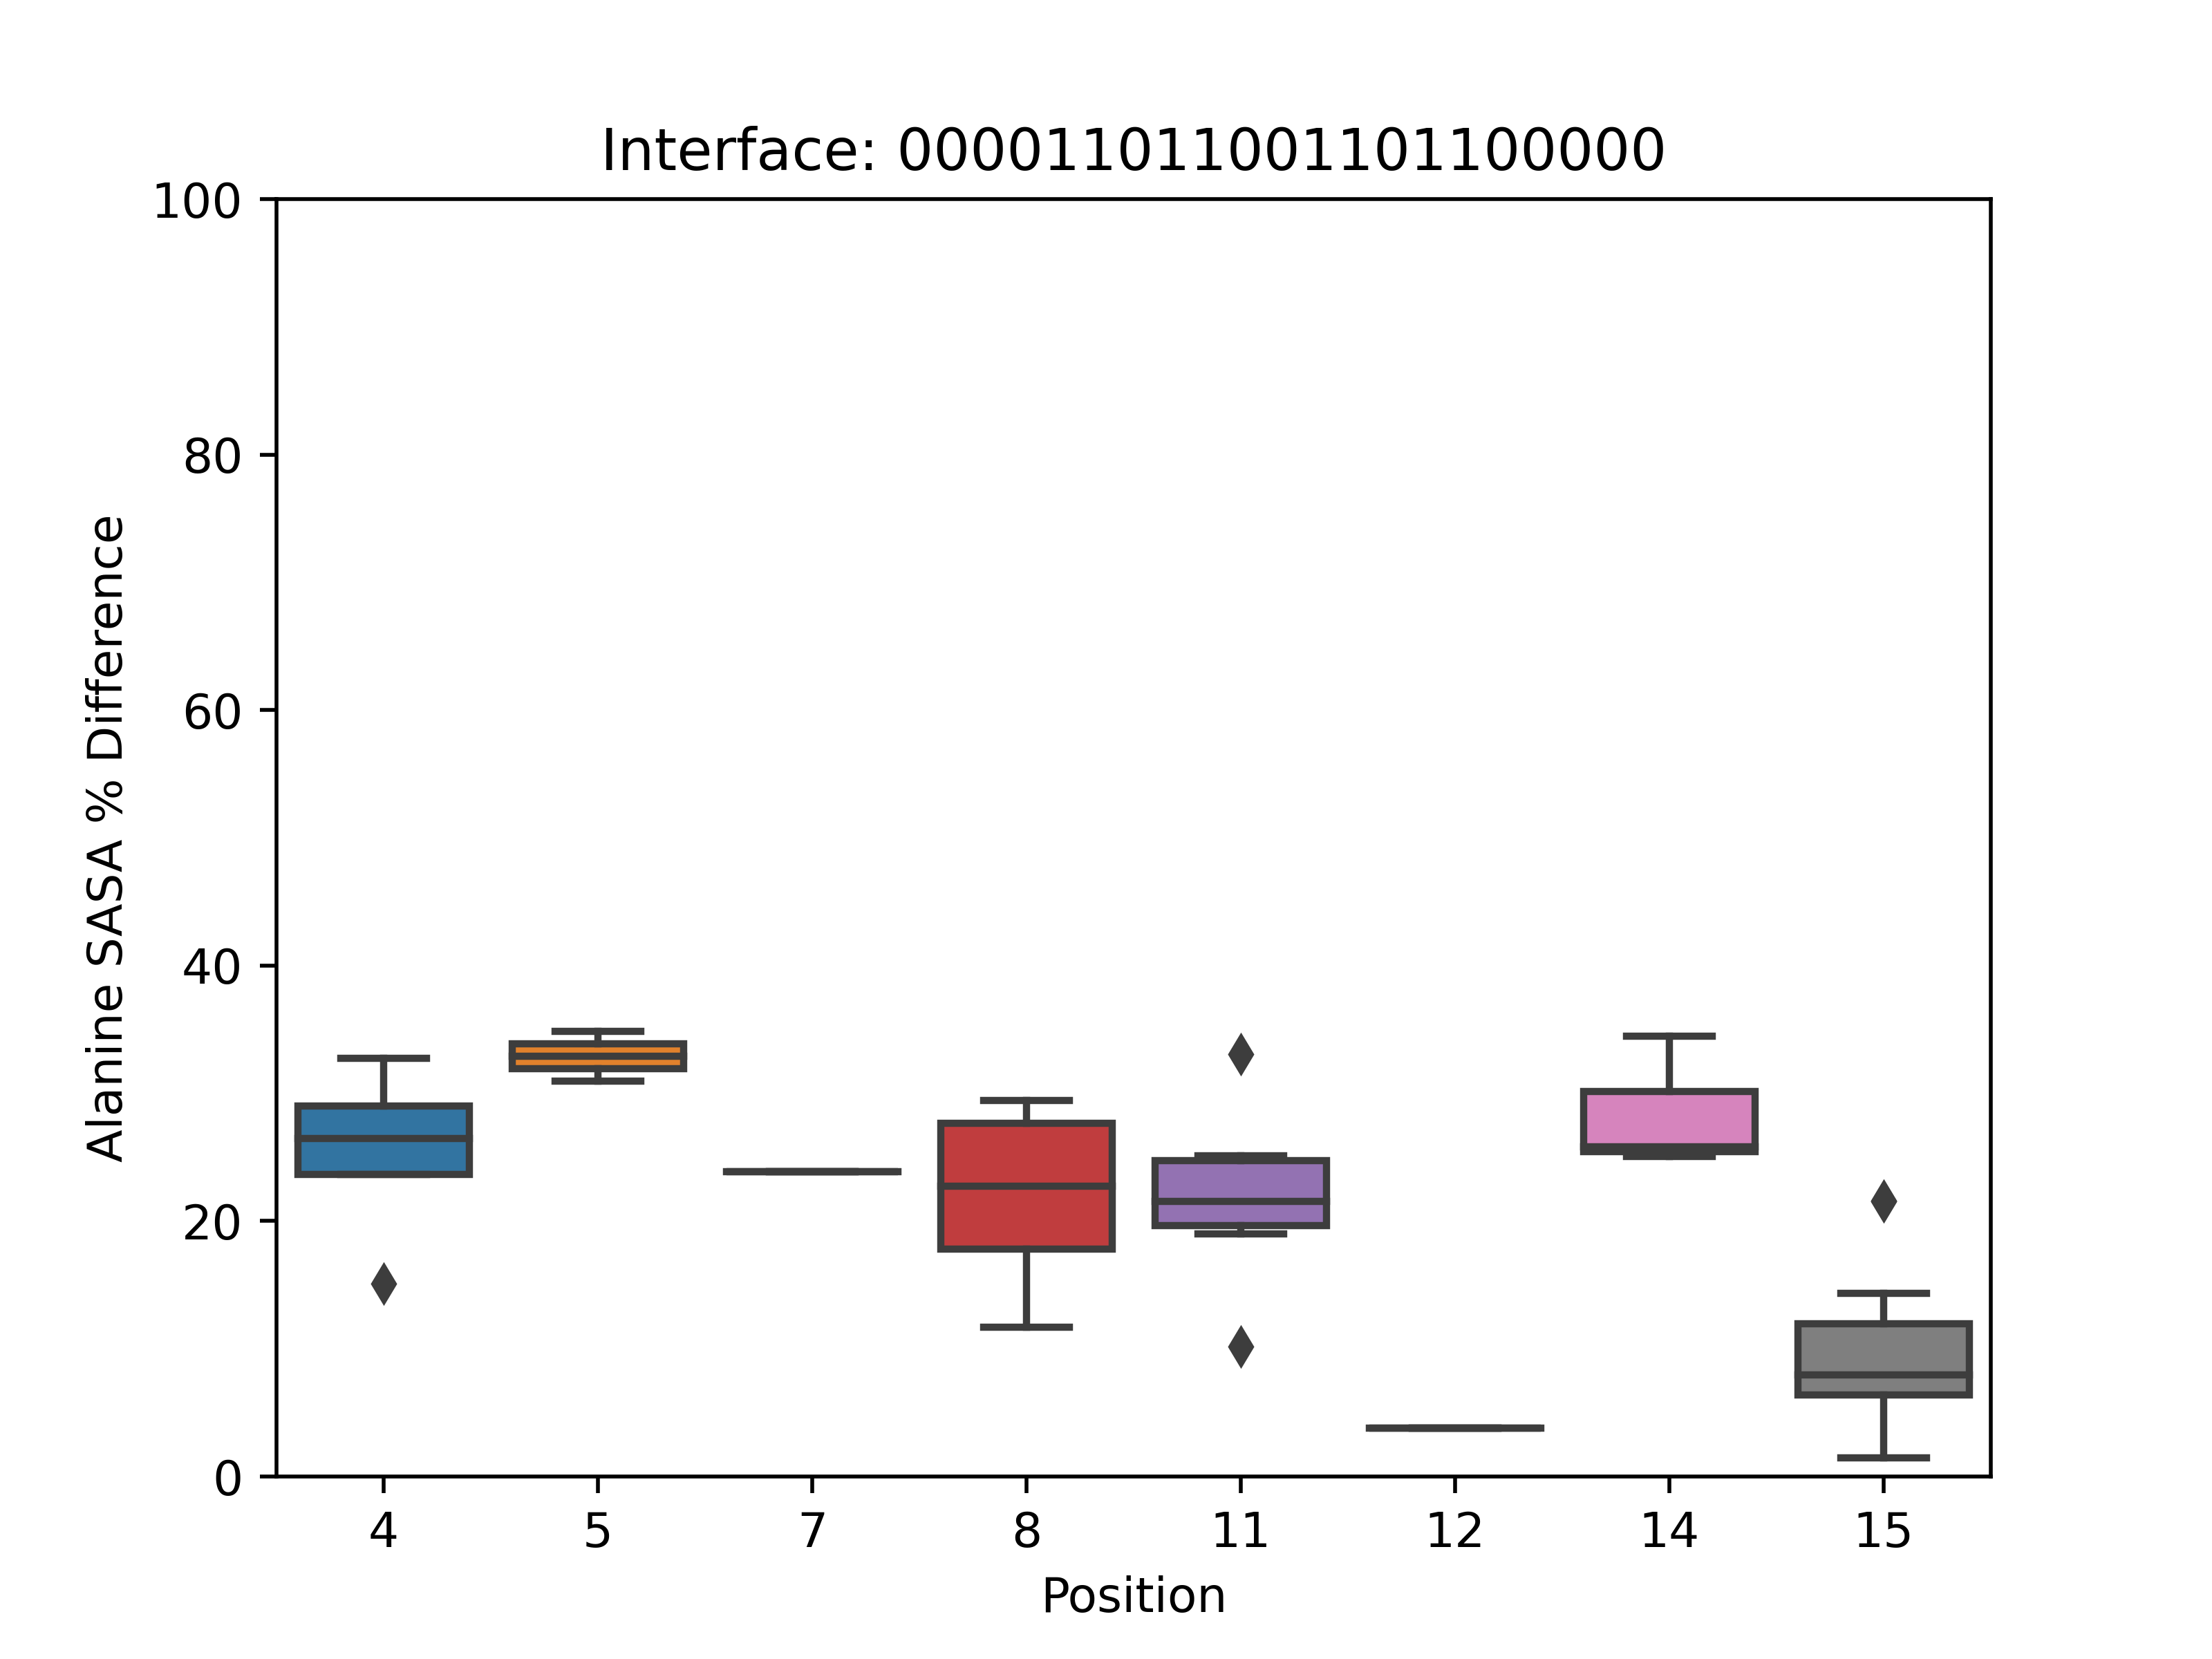 Interface: 000011011001101100000
100
80
60
40
20
0
Alanine SASA % Difference
4 5 7 8 11 12 14 15
Position